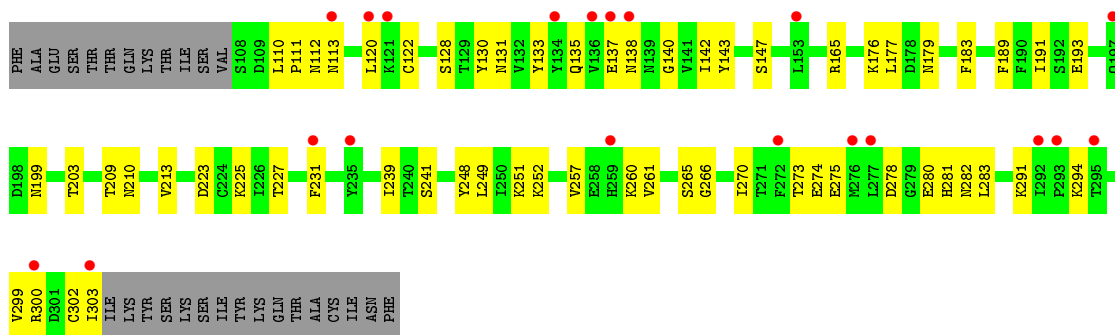 PHE ALA GLU SER THR THR GLN LYS THR ILE SER VAL S108 D109 L110 P111 N112 N113 L120 K121 C122 S128 T129 Y130 N131 V132 Y133 Y134 Q135 V136 E137 N138 N139 G140 V141 I142 Y143 S147 L153 R165 K176 L177 D178 N179 F183 F189 F190 I191 S192 E193 Q197
D198 N199 T203 T209 N210 V213 D223 C224 K225 I226 T227 F231 Y235 I239 T240 S241 Y248 L249 I250 K251 K252 V257 E258 H259 K260 V261 S265 G266 I270 T271 F272 T273 E274 E275 M276 L277 D278 G279 E280 H281 N282 L283 K291 I292 P293 K294 T295
V299 R300 D301 C302 I303 ILE LYS TYR SER LYS SER ILE TYR LYS GLN THR ALA CYS ILE ASN PHE